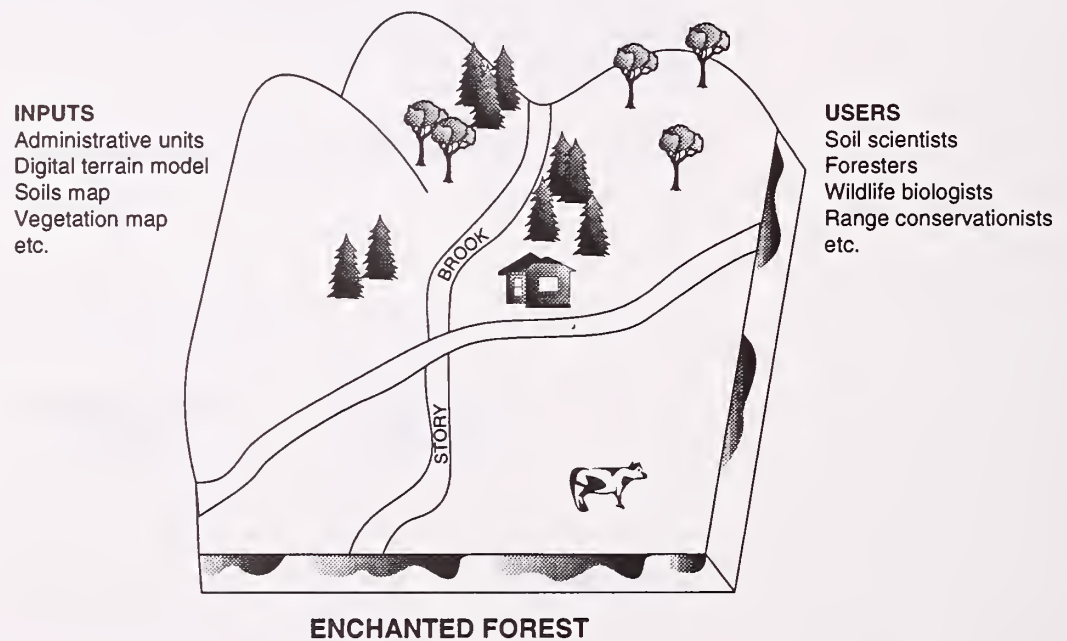 INPUTS
Administrative units
Digital terrain model
Soils map
Vegetation map
etc.
USERS
Soil scientists
Foresters
Wildlife biologists
Range conservationists
etc.
BROOK
STORY
ENCHANTED FOREST